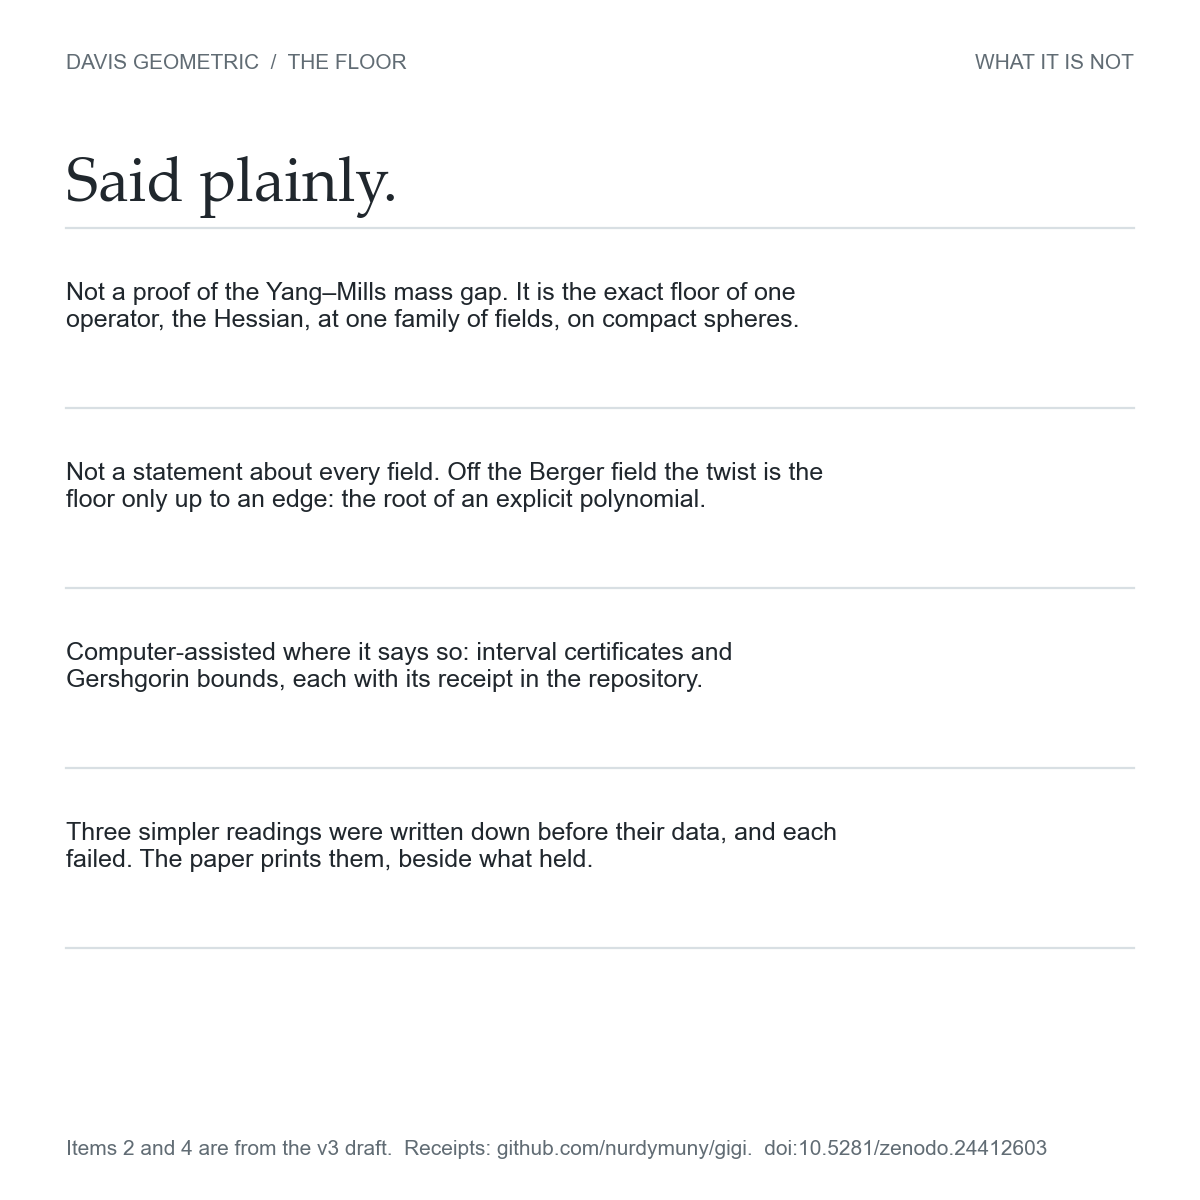 DAVIS GEOMETRIC / THE FLOOR
WHAT IT IS NOT
Said plainly.
Not a proof of the Yang–Mills mass gap. It is the exact floor of one
operator, the Hessian, at one family of fields, on compact spheres.
Not a statement about every field. Off the Berger field the twist is the
floor only up to an edge: the root of an explicit polynomial.
Computer-assisted where it says so: interval certificates and
Gershgorin bounds, each with its receipt in the repository.
Three simpler readings were written down before their data, and each
failed. The paper prints them, beside what held.
Items 2 and 4 are from the v3 draft. Receipts: github.com/nurdymuny/gigi. doi:10.5281/zenodo.24412603